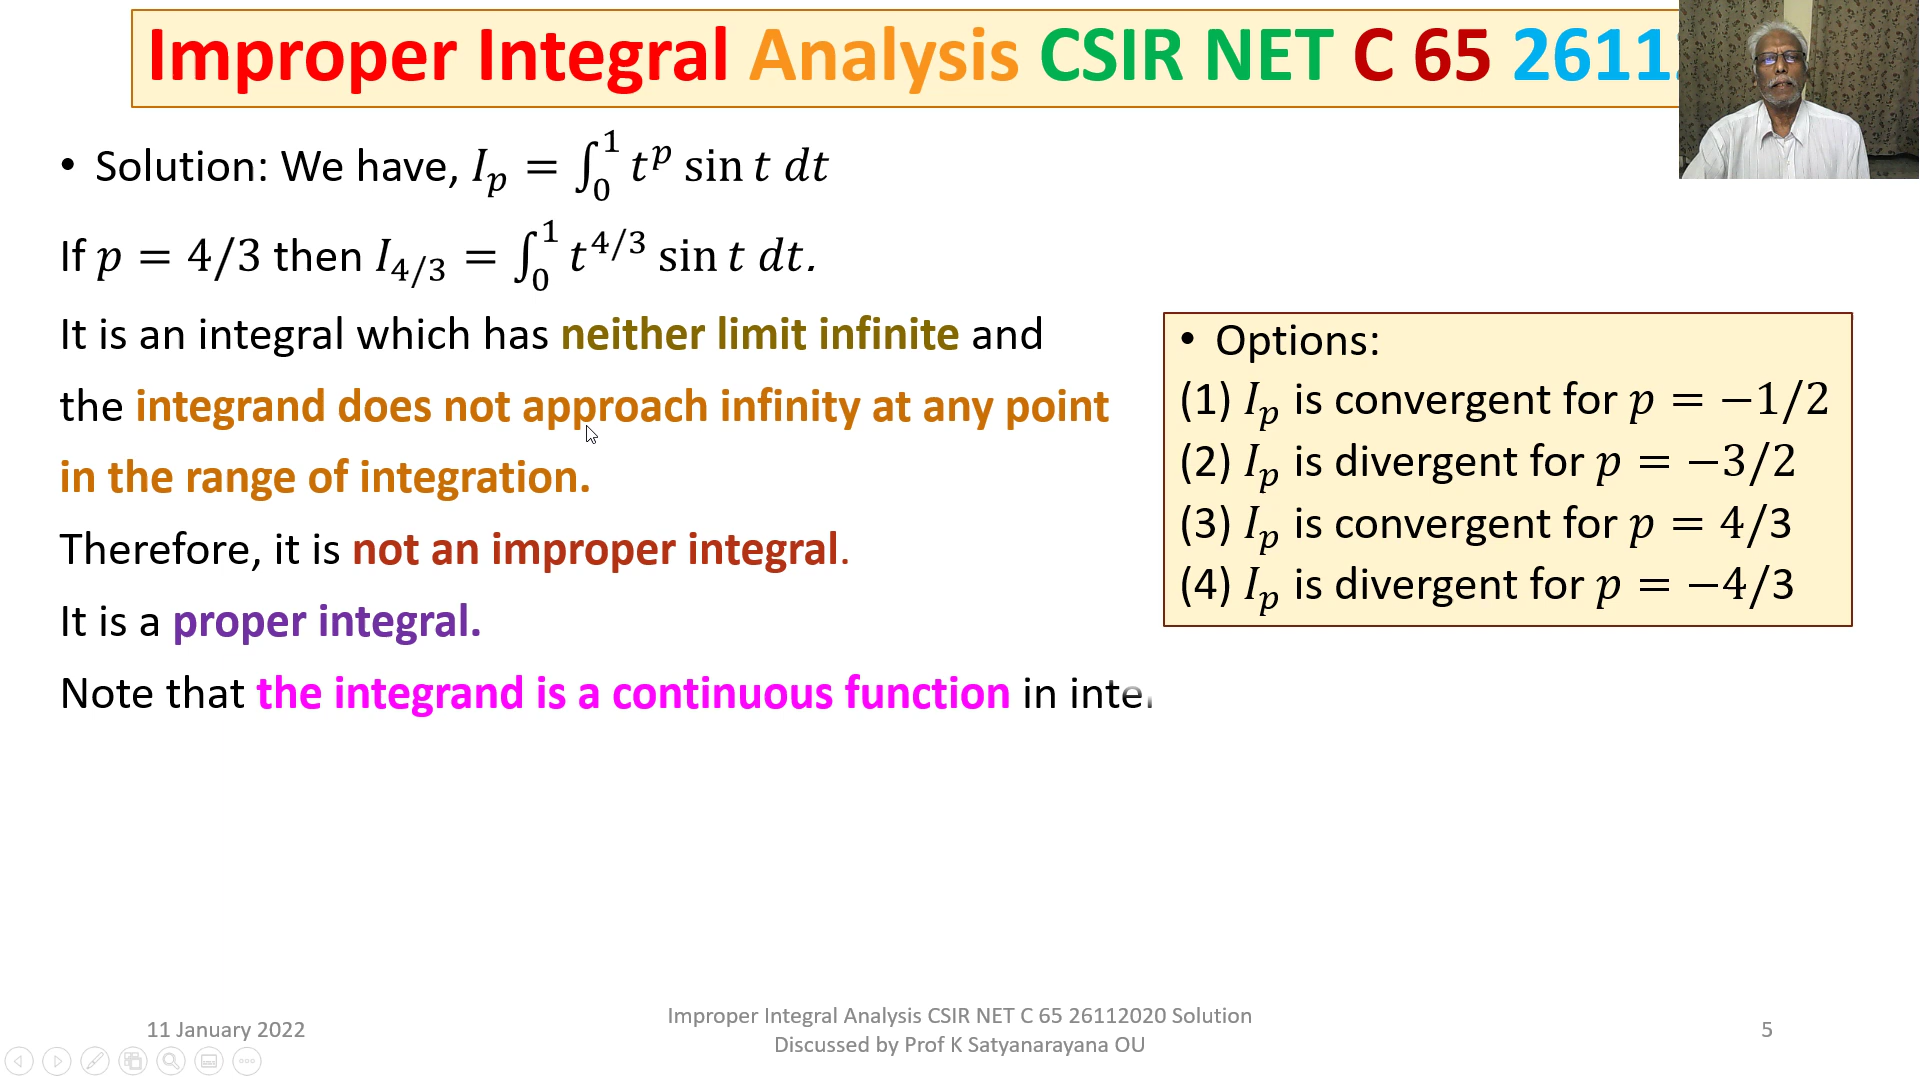 Improper Integral Analysis CSIR NET C 65 2611
• Solution: We have, I_p = ∫_0^1 t^p sin t dt
If p = 4/3 then I_{4/3} = ∫_0^1 t^{4/3} sin t dt.
It is an integral which has neither limit infinite and
the integrand does not approach infinity at any point
in the range of integration.
Therefore, it is not an improper integral.
It is a proper integral.
Note that the integrand is a continuous function in inte
• Options:
(1) I_p is convergent for p = −1/2
(2) I_p is divergent for p = −3/2
(3) I_p is convergent for p = 4/3
(4) I_p is divergent for p = −4/3
11 January 2022
Improper Integral Analysis CSIR NET C 65 26112020 Solution
Discussed by Prof K Satyanarayana OU
5